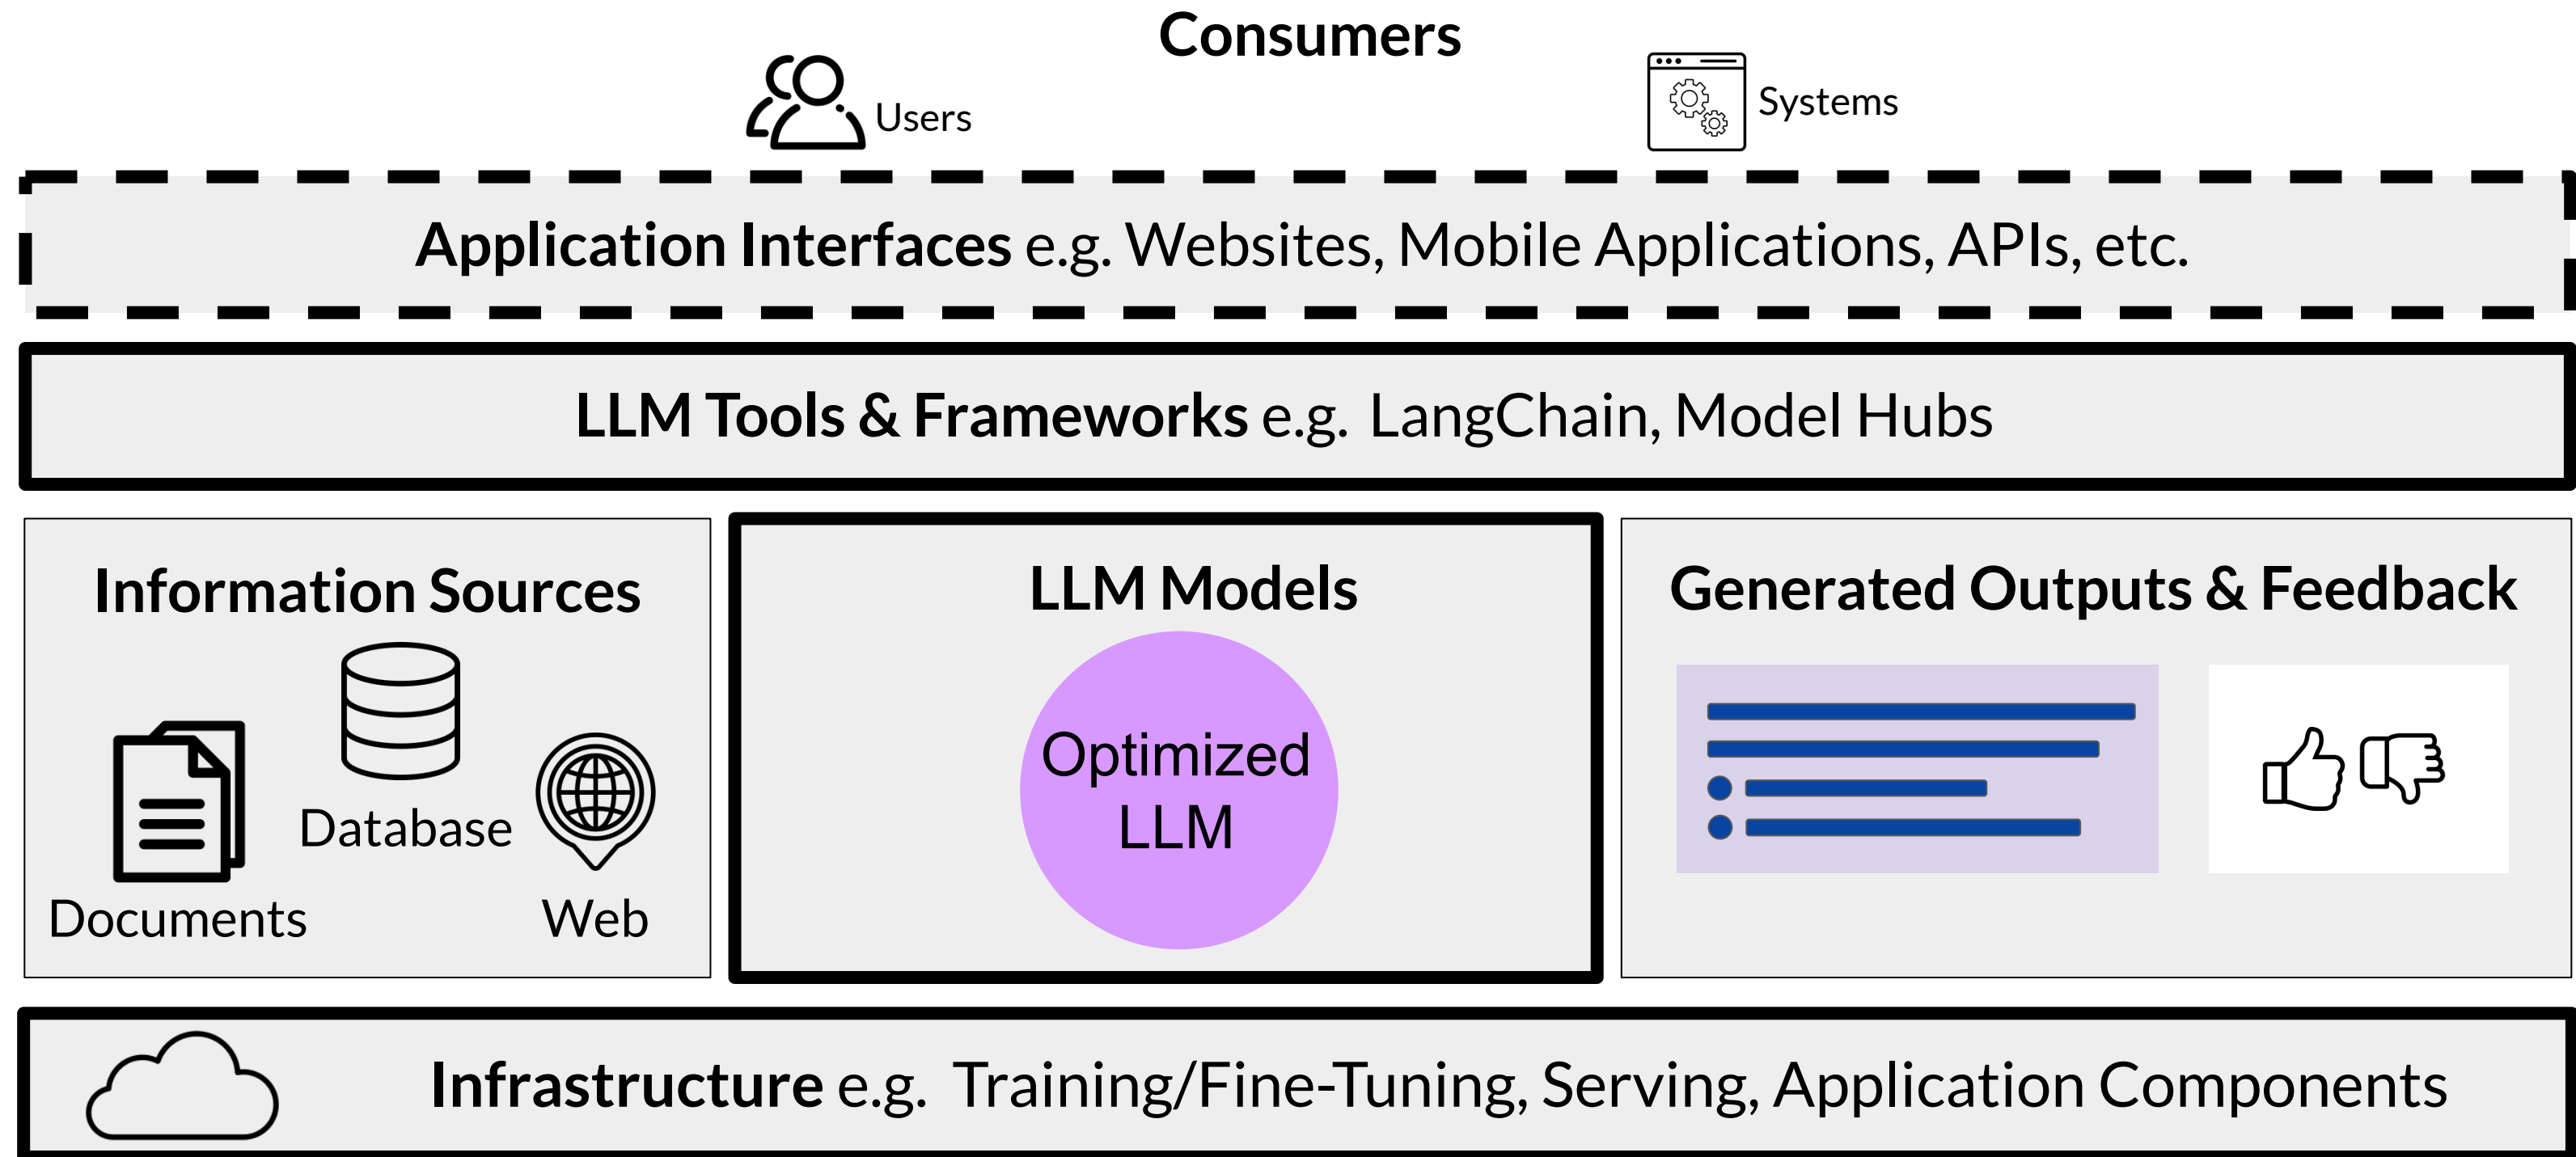 Consumers
Users
Systems
Application Interfaces e.g. Websites, Mobile Applications, APIs, etc.
LLM Tools & Frameworks e.g. LangChain, Model Hubs
Information Sources
Documents
Database
Web
LLM Models
Optimized
LLM
Generated Outputs & Feedback
Infrastructure e.g. Training/Fine-Tuning, Serving, Application Components